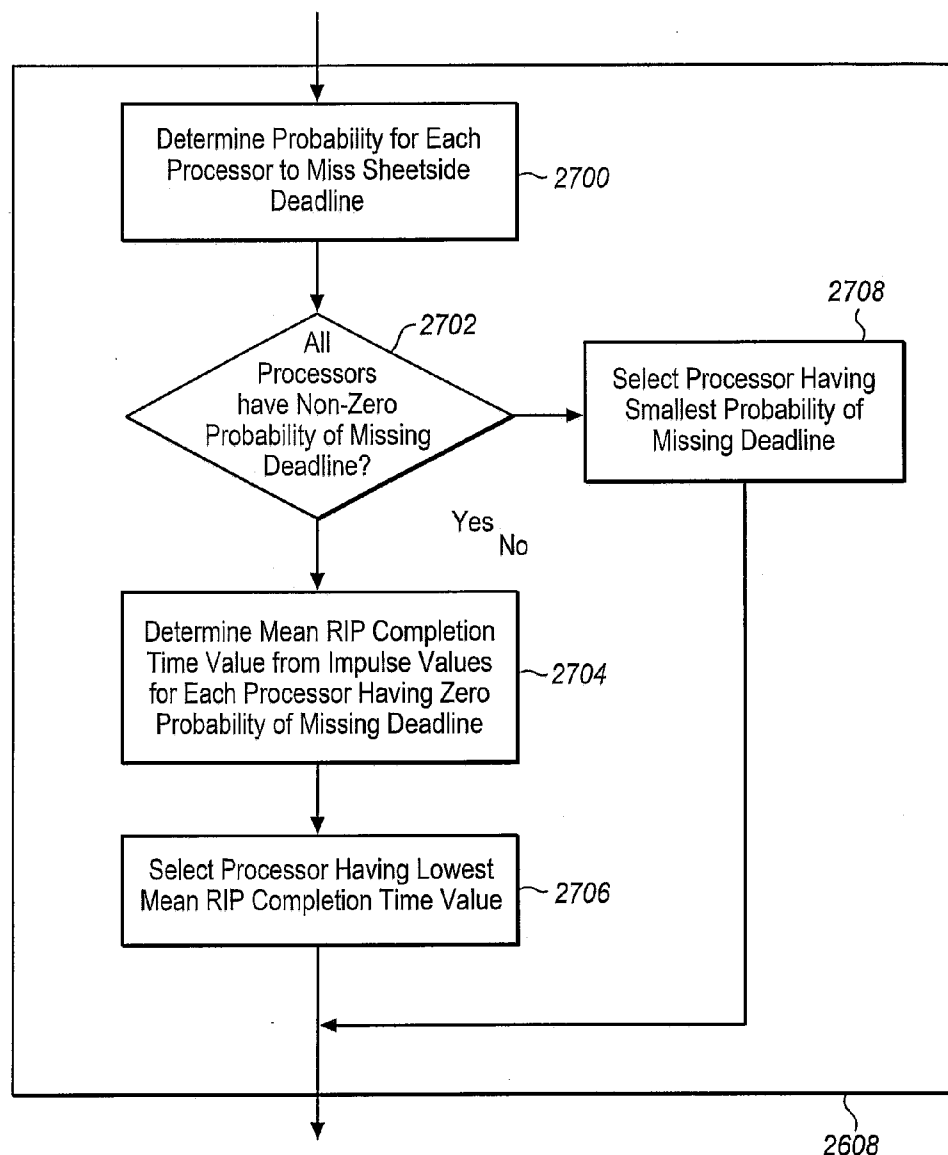 Determine Probability for Each
Processor to Miss Sheetside
Deadline
2700
2702
All
Processors
have Non-Zero
Probability of Missing
Deadline?
2708
Select Processor Having
Smallest Probability of
Missing Deadline
Yes
No
Determine Mean RIP Completion
Time Value from Impulse Values
for Each Processor Having Zero
Probability of Missing Deadline
2704
Select Processor Having Lowest
Mean RIP Completion Time Value
2706
2608